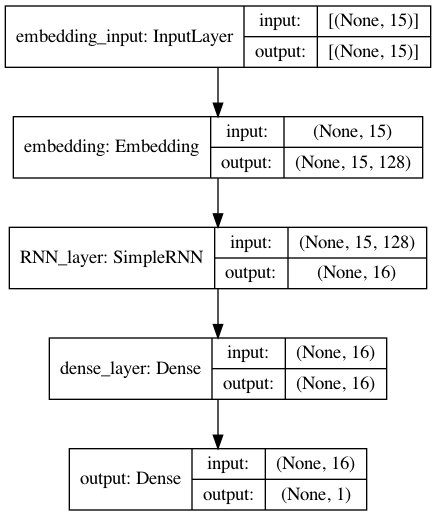 embedding_input: InputLayer
input:
[(None, 15)]
output:
[(None, 15)]
embedding: Embedding
input:
(None, 15)
output:
(None, 15, 128)
RNN_layer: SimpleRNN
input:
(None, 15, 128)
output:
(None, 16)
dense_layer: Dense
input:
(None, 16)
output:
(None, 16)
output: Dense
input:
(None, 16)
output:
(None, 1)